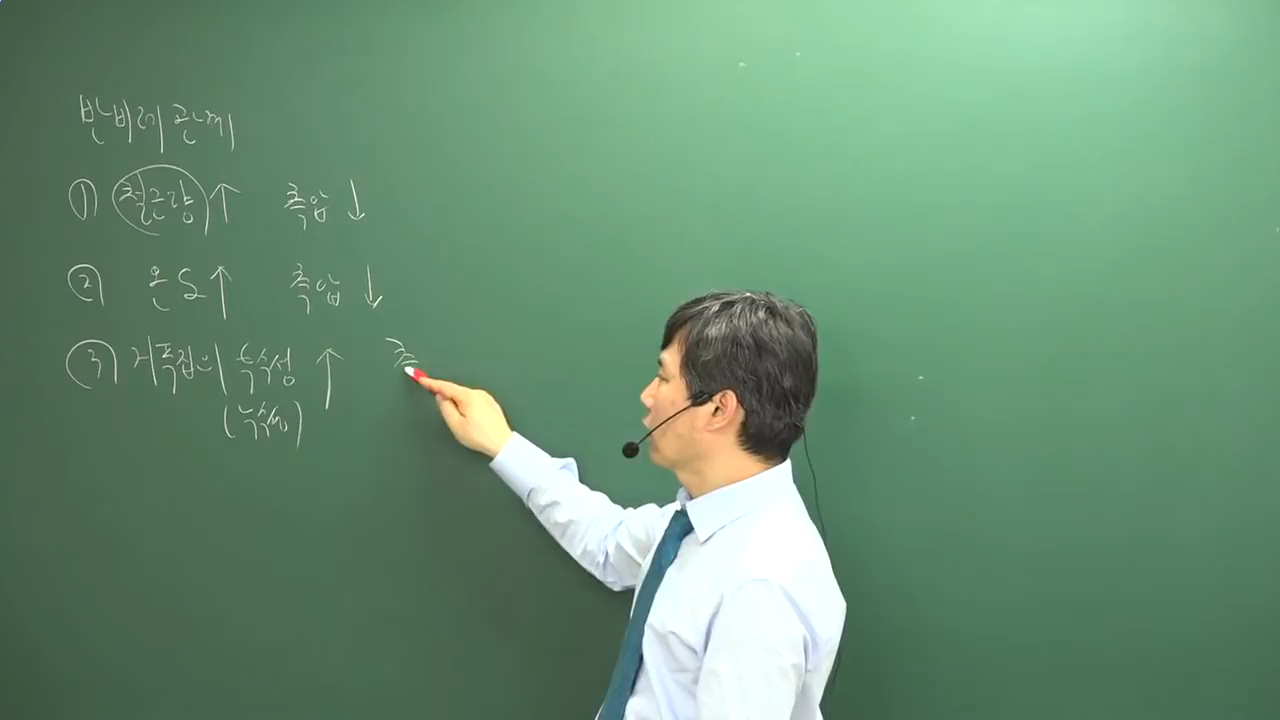 반비례 관계
① 철근량 ↑ 측압 ↓
② 온도 ↑ 측압 ↓
③ 거푸집의 투수성 ↑ 측
(누수성)